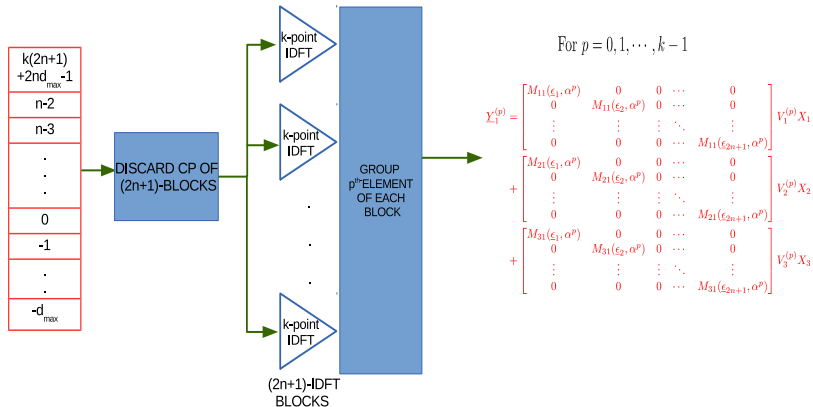 k(2n+1)
+2nd_max-1
n-2
n-3
.
.
.
0
-1
.
.
-d_max
DISCARD CP OF
(2n+1)-BLOCKS
k-point
IDFT
k-point
IDFT
.
.
.
k-point
IDFT
(2n+1)-IDFT
BLOCKS
GROUP
p^th ELEMENT
OF EACH
BLOCK
For p = 0, 1, ⋯ , k − 1
M_11(ϵ_1, α^p) 0 0 ⋯ 0
Y_1^(p) = 0 M_11(ϵ_2, α^p) 0 ⋯ 0 V_1^(p) X_1
⋮ ⋮ ⋮ ⋱ ⋮
0 0 0 ⋯ M_11(ϵ_2n+1, α^p)
M_21(ϵ_1, α^p) 0 0 ⋯ 0
+ 0 M_21(ϵ_2, α^p) 0 ⋯ 0 V_2^(p) X_2
⋮ ⋮ ⋮ ⋱ ⋮
0 0 0 ⋯ M_21(ϵ_2n+1, α^p)
M_31(ϵ_1, α^p) 0 0 ⋯ 0
+ 0 M_31(ϵ_2, α^p) 0 ⋯ 0 V_3^(p) X_3
⋮ ⋮ ⋮ ⋱ ⋮
0 0 0 ⋯ M_31(ϵ_2n+1, α^p)